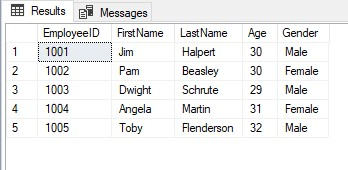 Results Messages
EmployeeID FirstName LastName Age Gender
1 1001 Jim Halpert 30 Male
2 1002 Pam Beasley 30 Female
3 1003 Dwight Schrute 29 Male
4 1004 Angela Martin 31 Female
5 1005 Toby Flenderson 32 Male